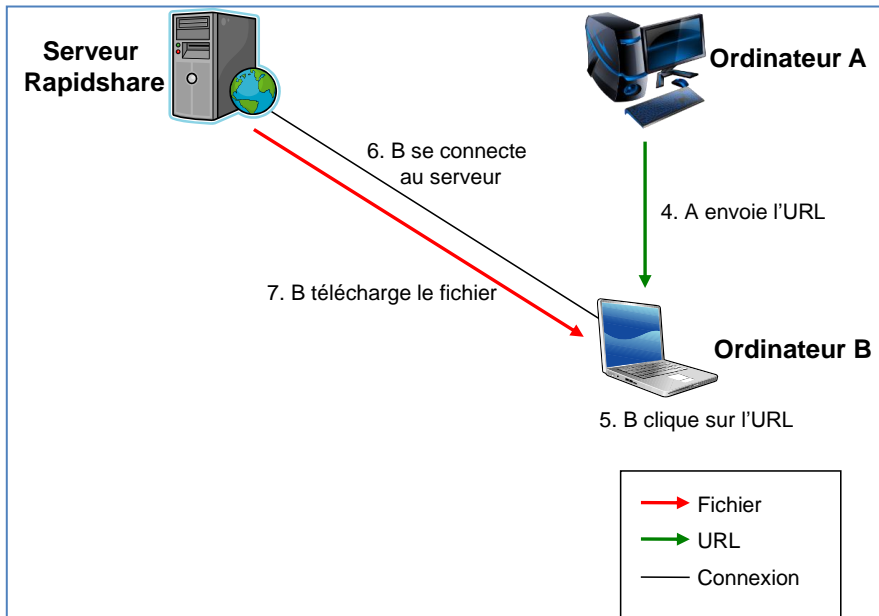 Serveur
Rapidshare
Ordinateur A
6. B se connecte
au serveur
4. A envoie l’URL
7. B télécharge le fichier
Ordinateur B
5. B clique sur l’URL
Fichier
URL
Connexion